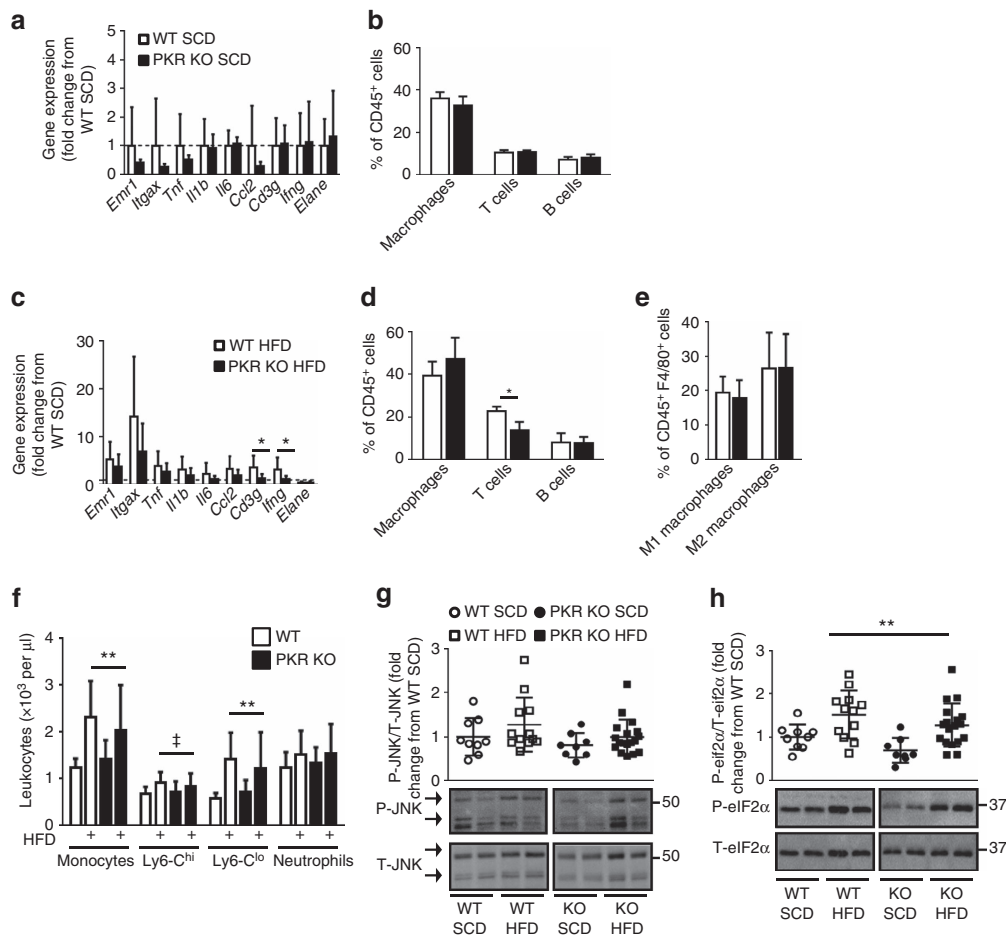 a
Gene expression
(fold change from
WT SCD)
5
4
3
2
1
0
WT SCD
PKR KO SCD
Emr1
Itgax
Tnf
Il1b
Il6
Ccl2
Cd3g
Ifng
Elane
b
% of CD45+ cells
60
40
20
0
Macrophages
T cells
B cells
c
Gene expression
(fold change from
WT SCD)
30
20
10
0
WT HFD
PKR KO HFD
* *
Emr1
Itgax
Tnf
Il1b
Il6
Ccl2
Cd3g
Ifng
Elane
d
% of CD45+ cells
60
40
20
0
*
Macrophages
T cells
B cells
e
% of CD45+ F4/80+ cells
40
30
20
10
0
M1 macrophages
M2 macrophages
f
Leukocytes (×10³ per µl)
4
3
2
1
0
WT
PKR KO
** ‡ **
HFD + + + + + + + +
Monocytes Ly6-Chi Ly6-Clo Neutrophils
g
WT SCD PKR KO SCD
WT HFD PKR KO HFD
P-JNK/T-JNK (fold
change from WT SCD)
3
2
1
0
P-JNK
50
T-JNK
50
WT SCD
WT HFD
KO SCD
KO HFD
h
P-eif2α/T-eif2α (fold
change from WT SCD)
3
2
1
0
**
P-eIF2α
37
T-eIF2α
37
WT SCD
WT HFD
KO SCD
KO HFD